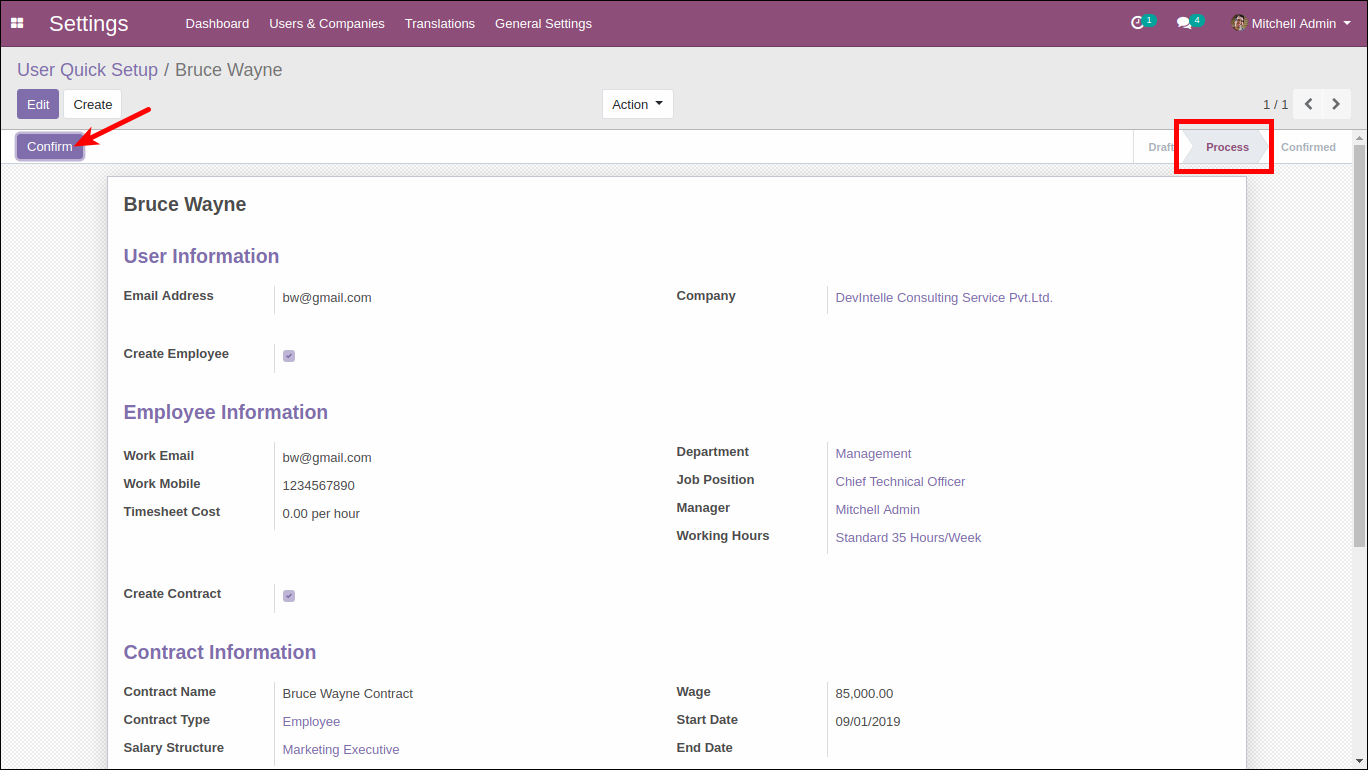 Settings Dashboard Users & Companies Translations General Settings 1 4 Mitchell Admin
User Quick Setup / Bruce Wayne
Edit Create Action 1 / 1
Confirm Draft Process Confirmed
Bruce Wayne
User Information
Email Address bw@gmail.com Company DevIntelle Consulting Service Pvt.Ltd.
Create Employee
Employee Information
Work Email bw@gmail.com Department Management
Work Mobile 1234567890 Job Position Chief Technical Officer
Timesheet Cost 0.00 per hour Manager Mitchell Admin
Working Hours Standard 35 Hours/Week
Create Contract
Contract Information
Contract Name Bruce Wayne Contract Wage 85,000.00
Contract Type Employee Start Date 09/01/2019
Salary Structure Marketing Executive End Date